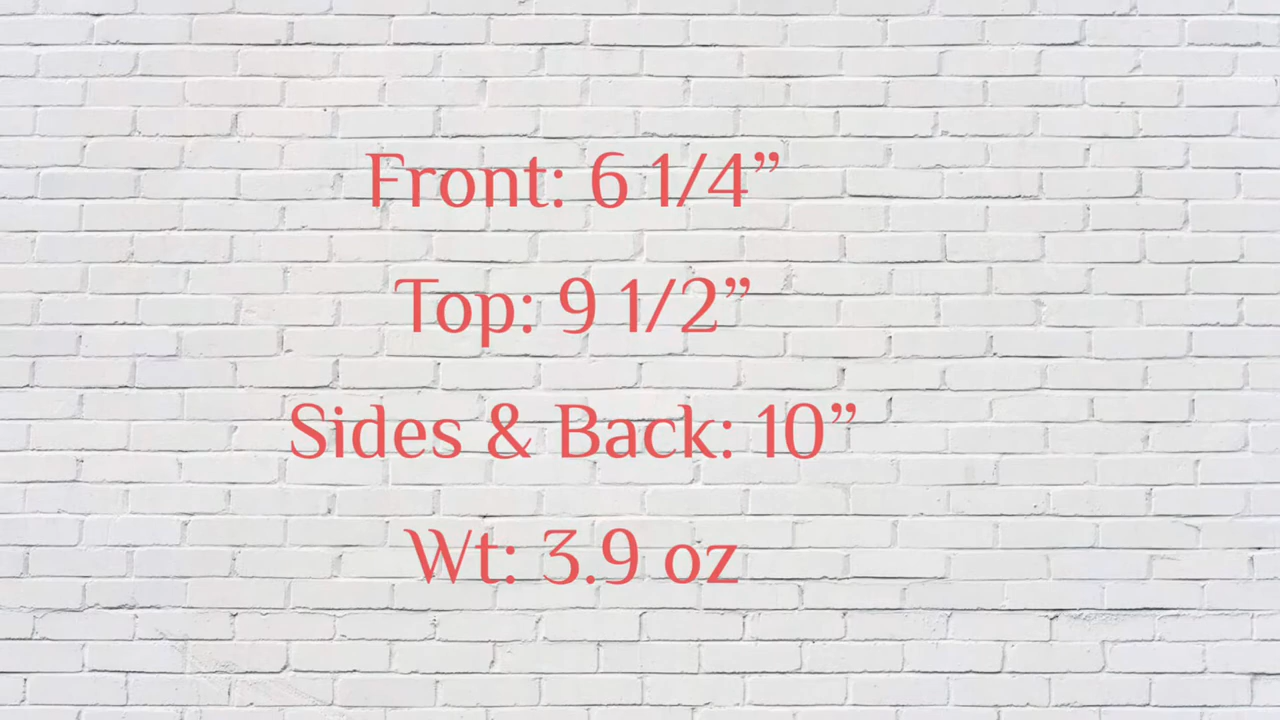 Front: 6 1/4”
Top: 9 1/2”
Sides & Back: 10”
Wt: 3.9 oz